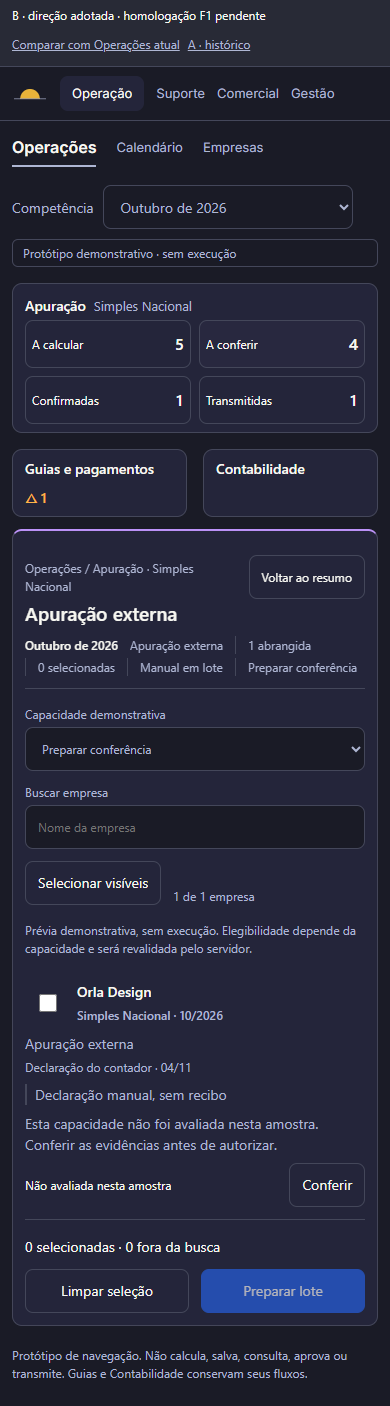 B · direção adotada · homologação F1 pendente
Comparar com Operações atual A · histórico
Operação Suporte Comercial Gestão
Operações Calendário Empresas
Competência Outubro de 2026
Protótipo demonstrativo · sem execução
Apuração Simples Nacional
A calcular 5 A conferir 4
Confirmadas 1 Transmitidas 1
Guias e pagamentos Contabilidade
△ 1
Operações / Apuração · Simples
Nacional
Voltar ao resumo
Apuração externa
Outubro de 2026 Apuração externa 1 abrangida
0 selecionadas Manual em lote Preparar conferência
Capacidade demonstrativa
Preparar conferência
Buscar empresa
Nome da empresa
Selecionar visíveis 1 de 1 empresa
Prévia demonstrativa, sem execução. Elegibilidade depende da
capacidade e será revalidada pelo servidor.
Orla Design
Simples Nacional · 10/2026
Apuração externa
Declaração do contador · 04/11
Declaração manual, sem recibo
Esta capacidade não foi avaliada nesta amostra.
Conferir as evidências antes de autorizar.
Não avaliada nesta amostra Conferir
0 selecionadas · 0 fora da busca
Limpar seleção Preparar lote
Protótipo de navegação. Não calcula, salva, consulta, aprova ou
transmite. Guias e Contabilidade conservam seus fluxos.